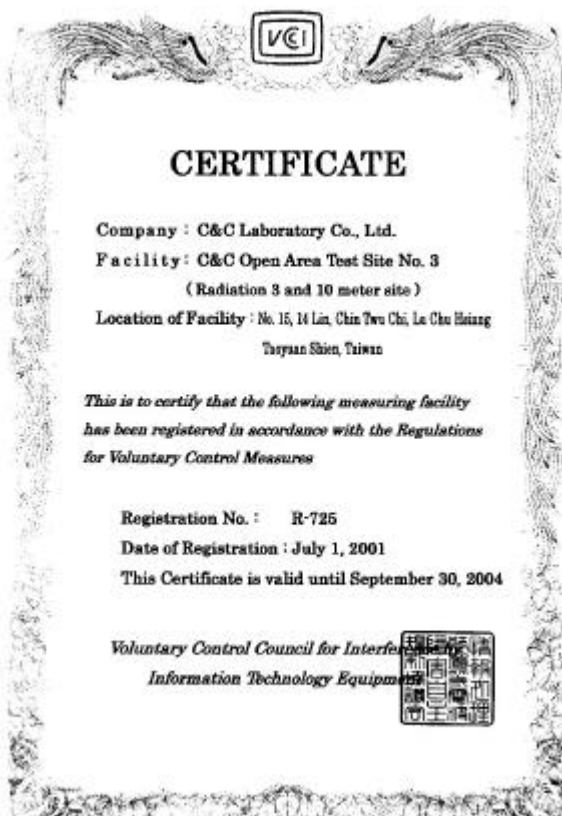 VCCI
CERTIFICATE
Company : C&C Laboratory Co., Ltd.
Facility : C&C Open Area Test Site No. 3
( Radiation 3 and 10 meter site )
Location of Facility : No. 15, 14 Lin, Chin Twu Chi, Lu Chu Hsiang
Taoyuan Shien, Taiwan
This is to certify that the following measuring facility
has been registered in accordance with the Regulations
for Voluntary Control Measures
Registration No. : R-725
Date of Registration : July 1, 2001
This Certificate is valid until September 30, 2004
Voluntary Control Council for Interference by
Information Technology Equipment